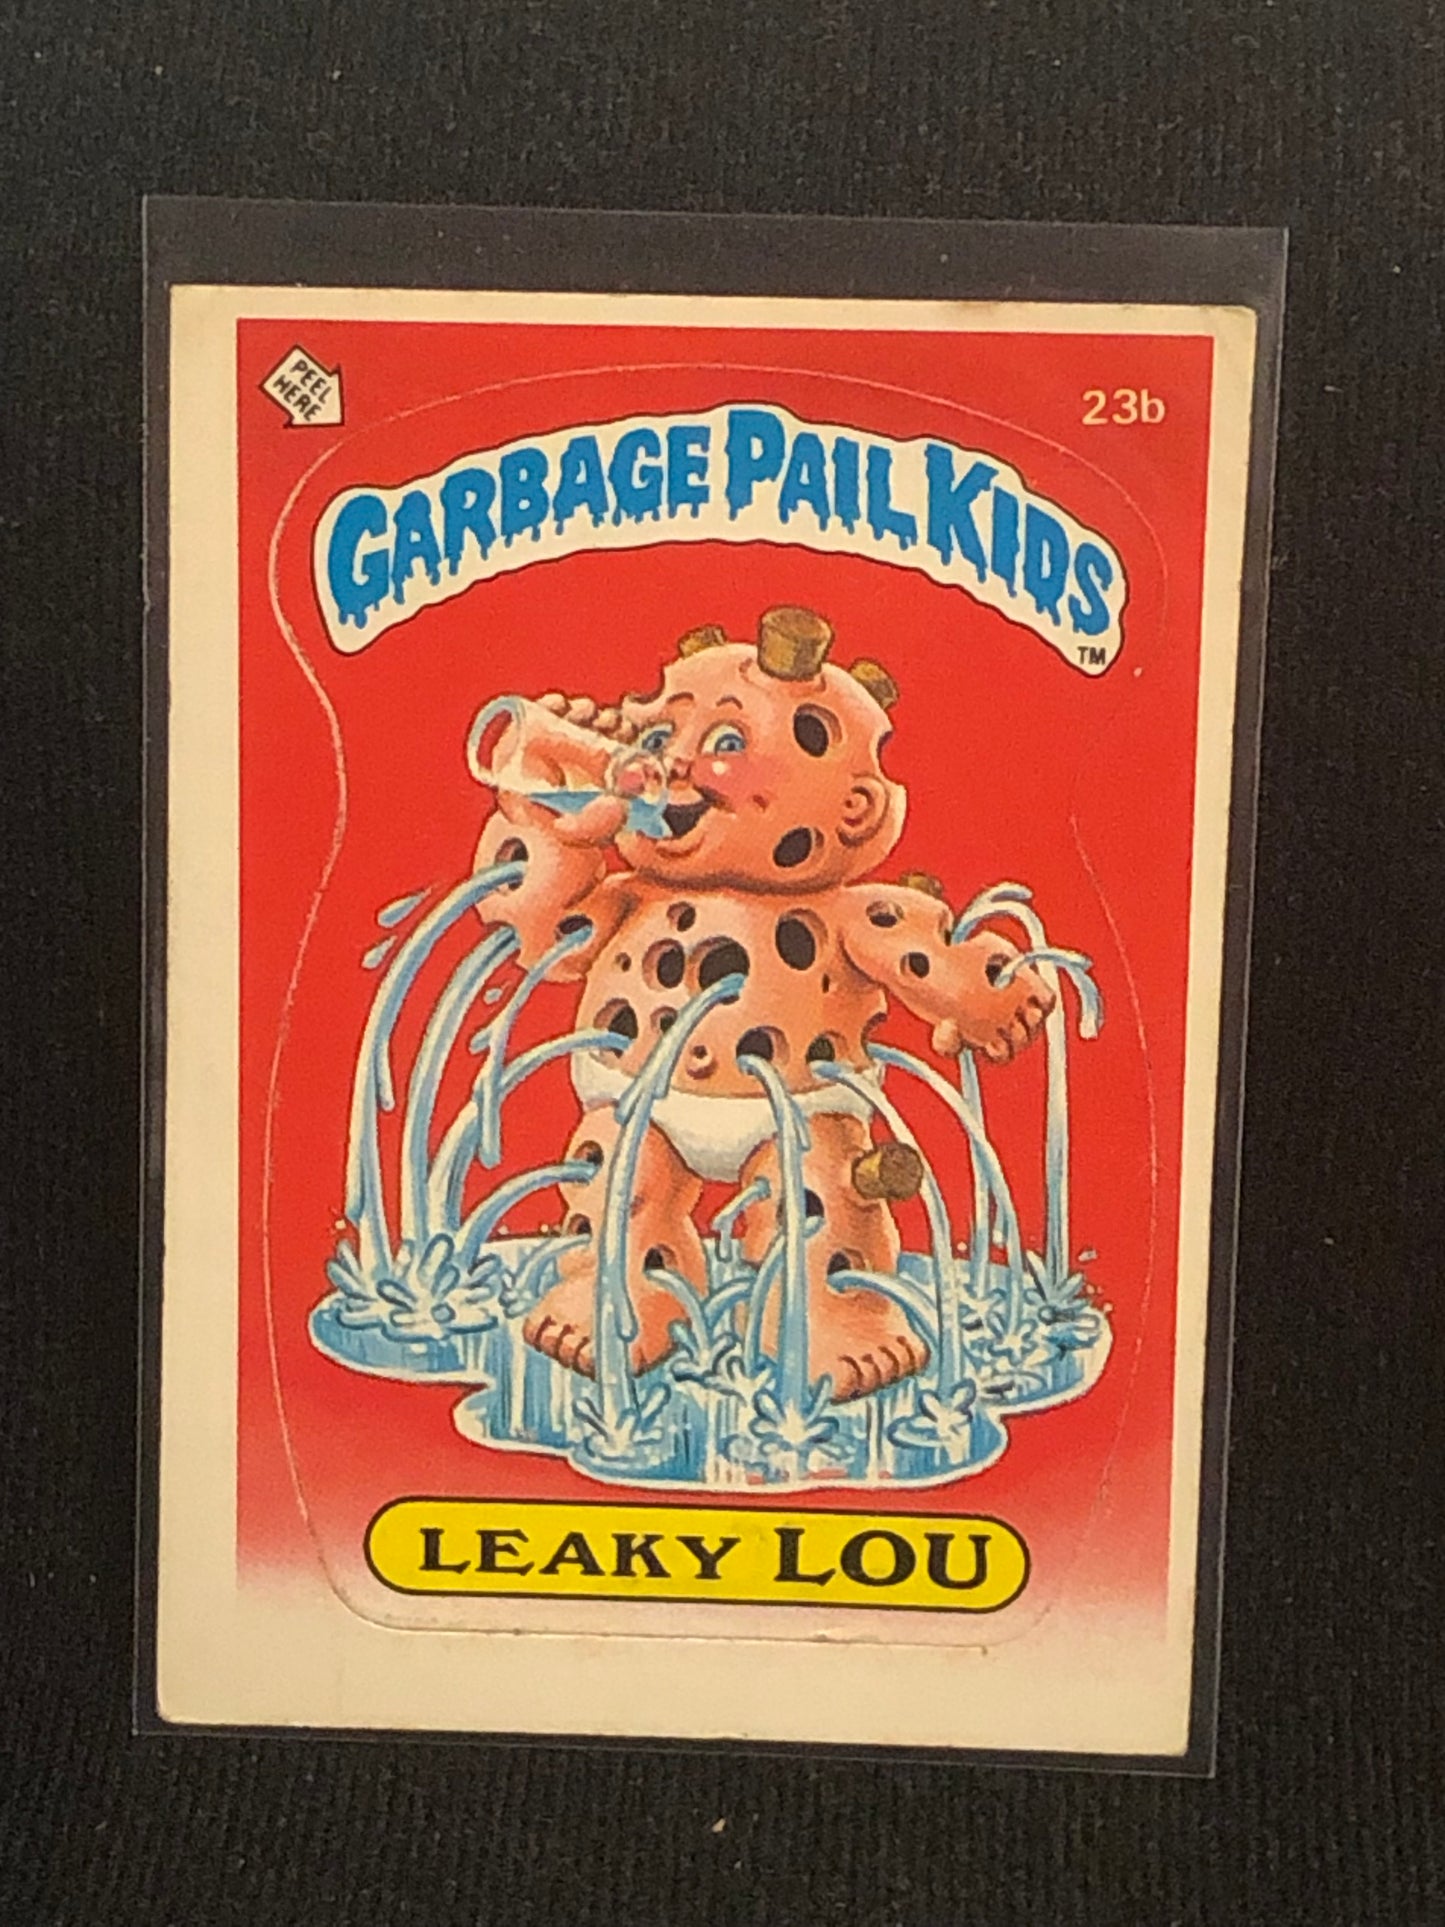 PEEL
HERE
23b
GARBAGE PAIL KIDS
TM
LEAKY LOU